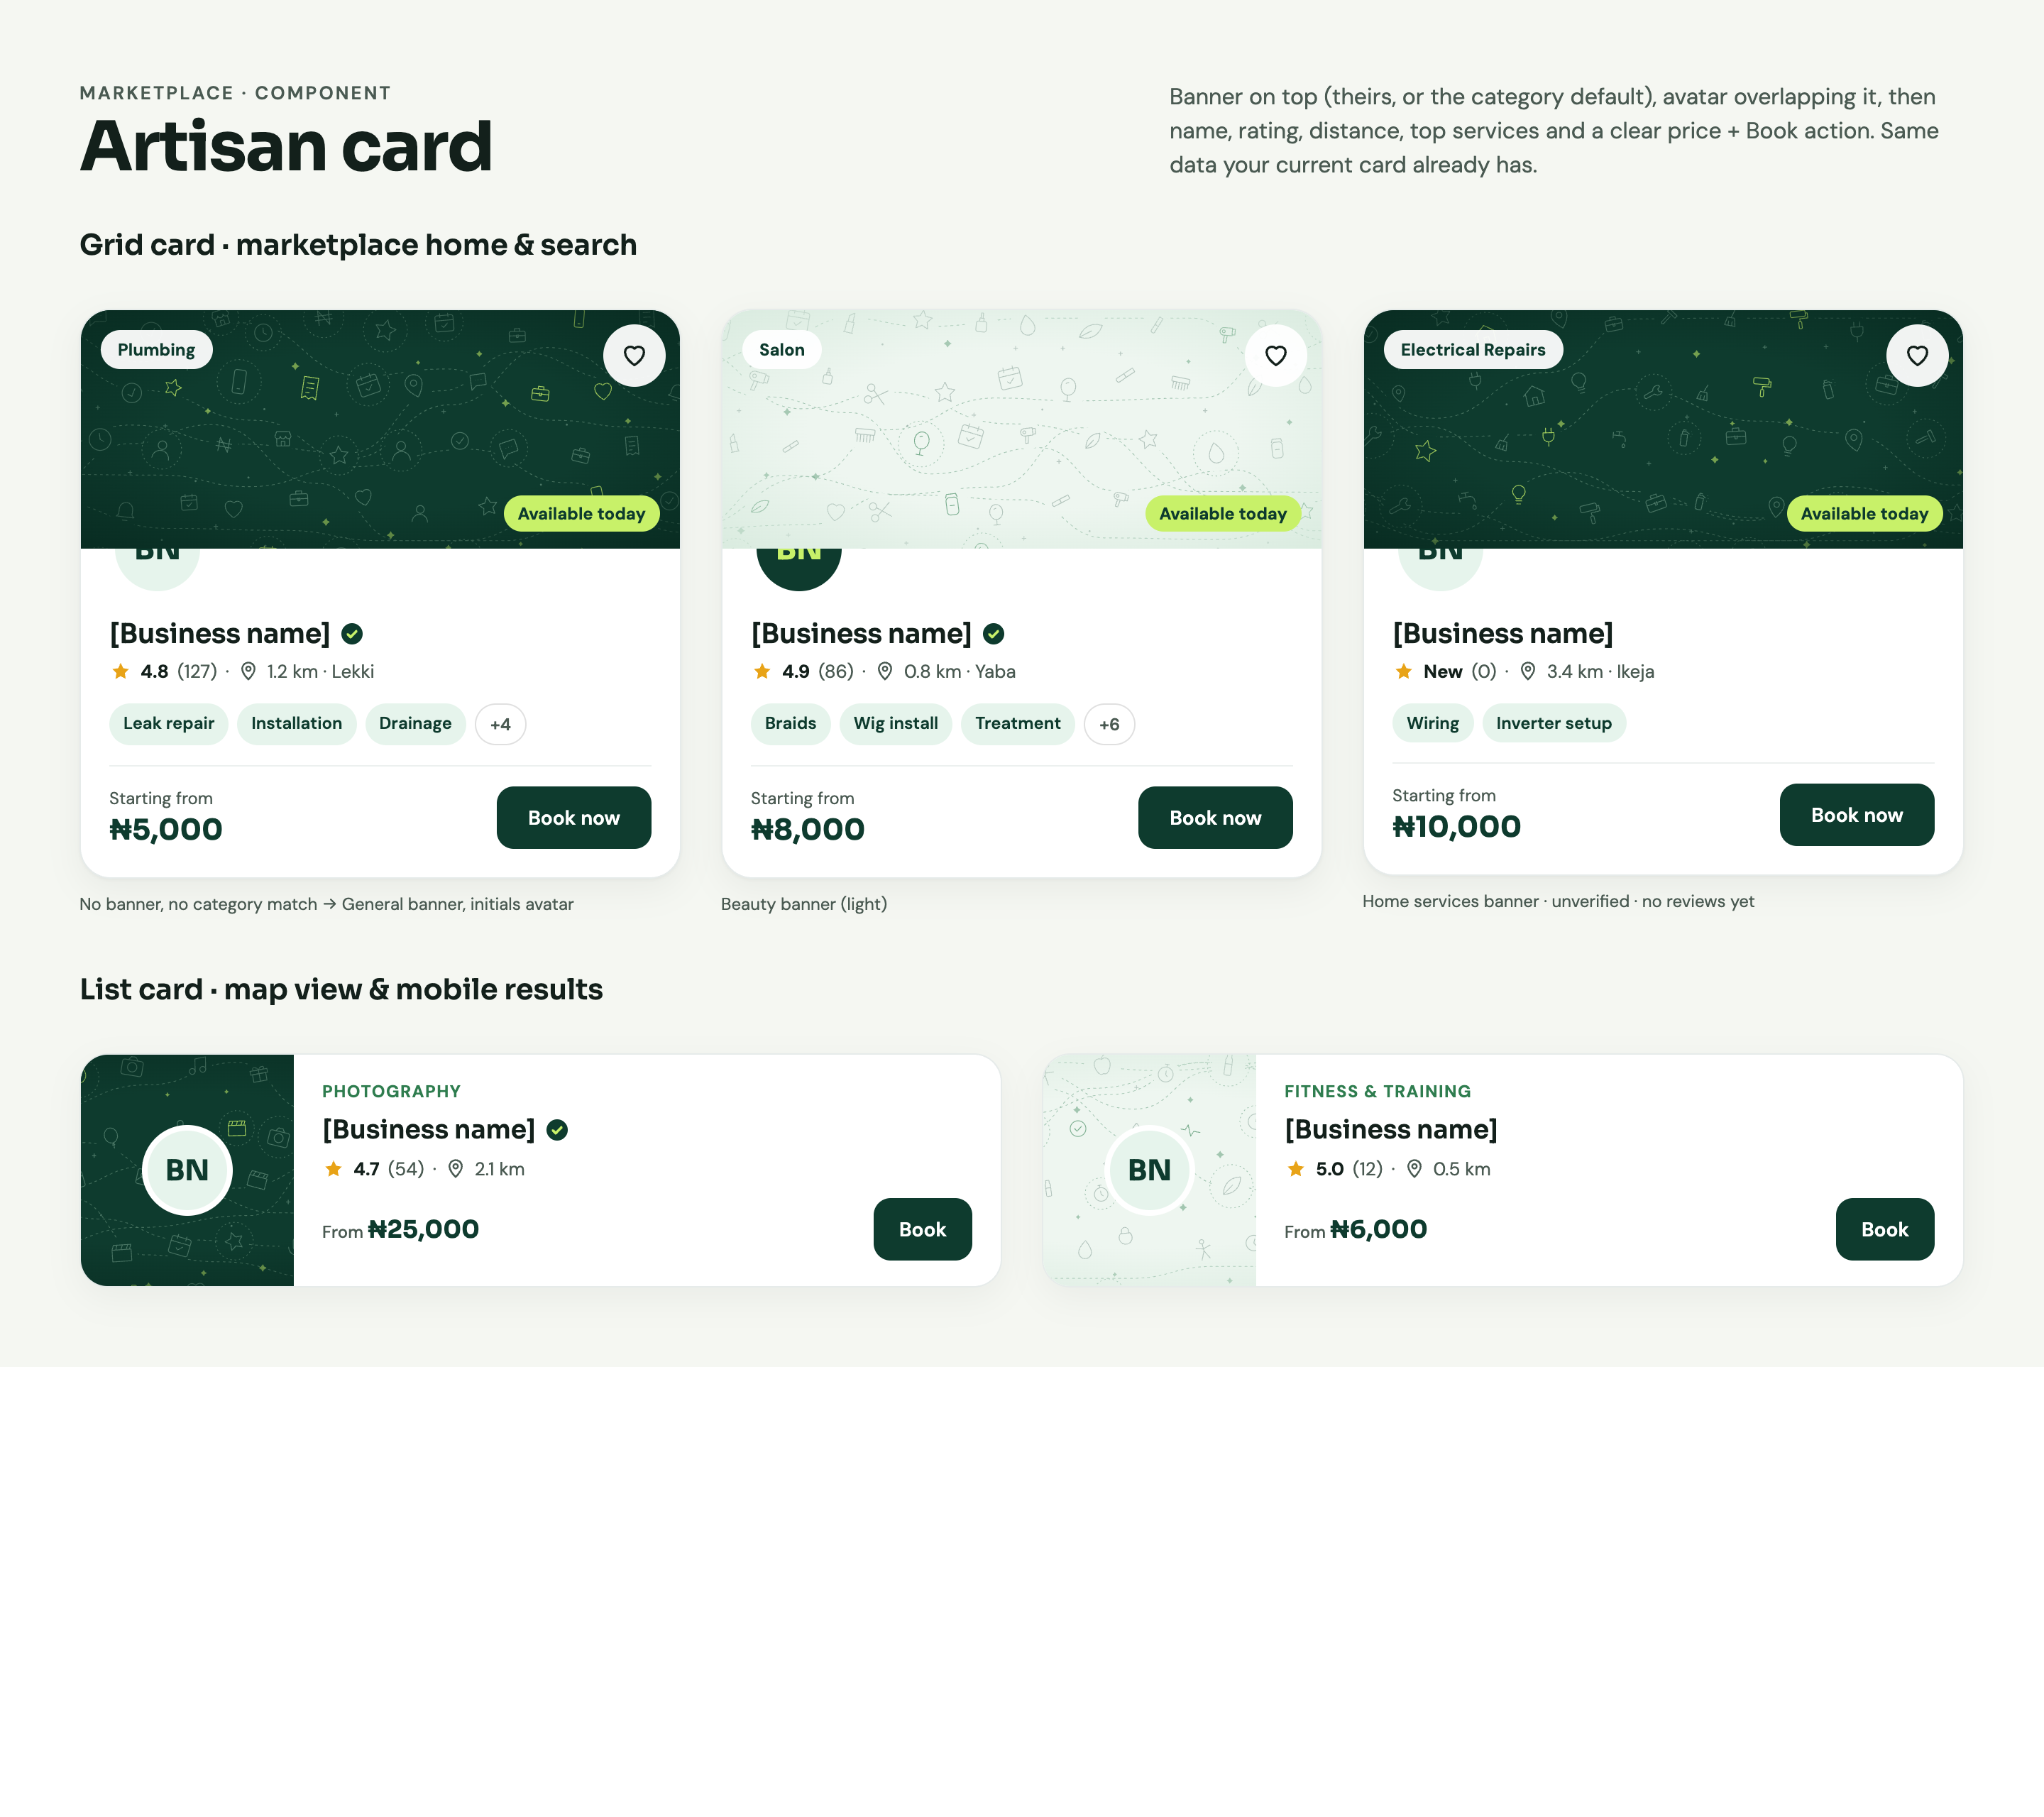 MARKETPLACE · COMPONENT
Artisan card
Banner on top (theirs, or the category default), avatar overlapping it, then
name, rating, distance, top services and a clear price + Book action. Same
data your current card already has.
Grid card · marketplace home & search
Plumbing
Available today
BN
[Business name]
4.8 (127) · 1.2 km · Lekki
Leak repair Installation Drainage +4
Starting from
₦5,000
Book now
No banner, no category match → General banner, initials avatar
Salon
Available today
BN
[Business name]
4.9 (86) · 0.8 km · Yaba
Braids Wig install Treatment +6
Starting from
₦8,000
Book now
Beauty banner (light)
Electrical Repairs
Available today
BN
[Business name]
New (0) · 3.4 km · Ikeja
Wiring Inverter setup
Starting from
₦10,000
Book now
Home services banner · unverified · no reviews yet
List card · map view & mobile results
BN
PHOTOGRAPHY
[Business name]
4.7 (54) · 2.1 km
From ₦25,000
Book
BN
FITNESS & TRAINING
[Business name]
5.0 (12) · 0.5 km
From ₦6,000
Book